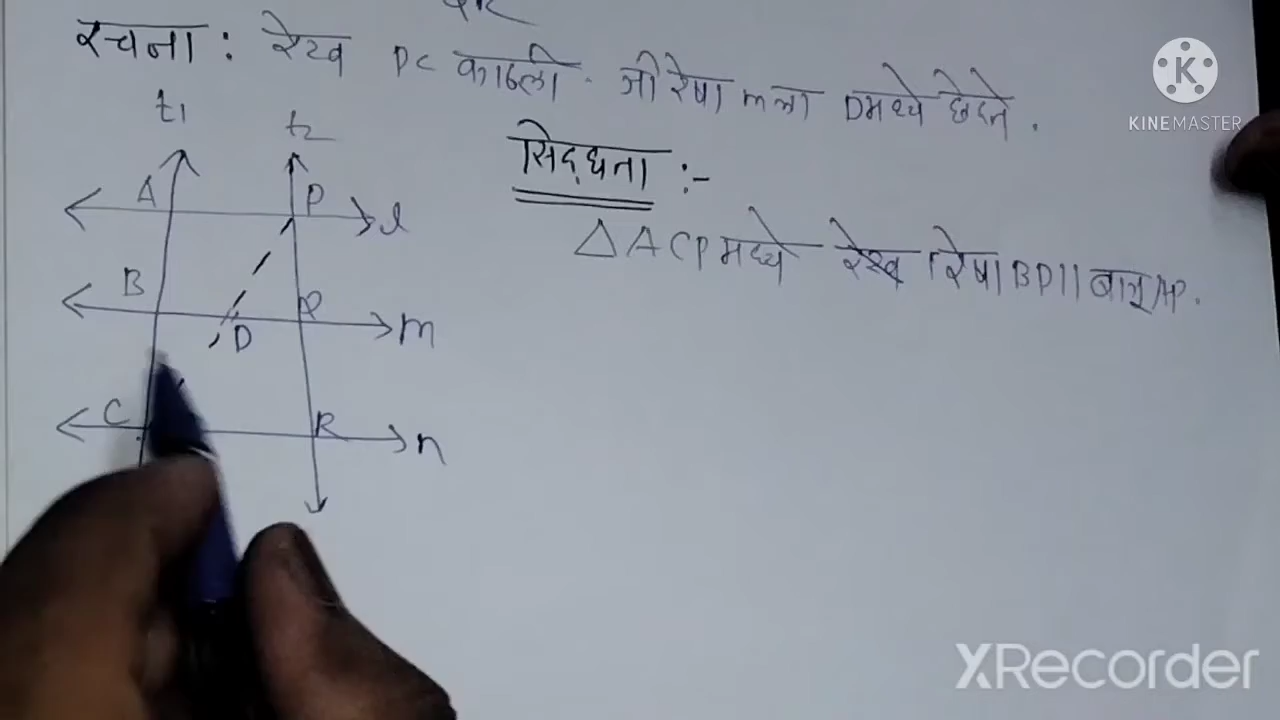 रचना : रेख PC काढली. जी रेषा m ला D मध्ये छेदते.
t1
t2
सिद्धता :-
A
P
l
△ACP मध्ये रेख रेषा BD || बाजू AP.
B
Q
D
m
C
R
n
K
KINEMASTER
XRecorder